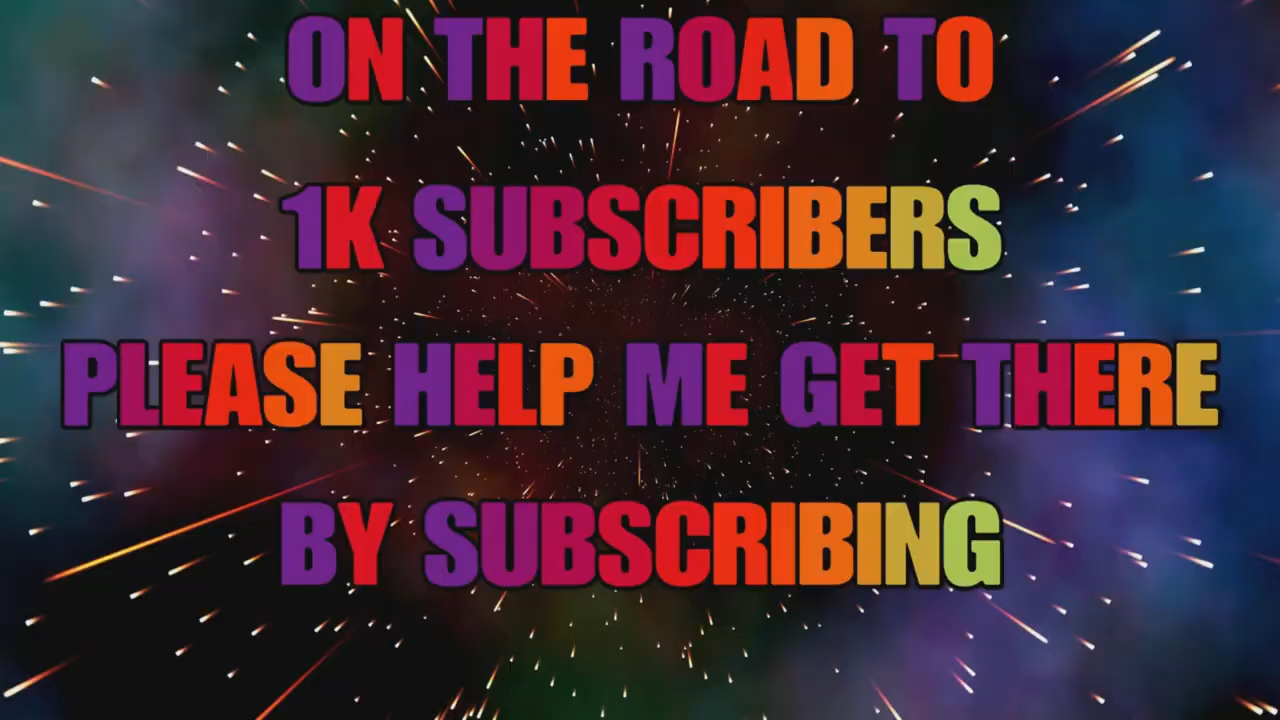 ON THE ROAD TO
1K SUBSCRIBERS
PLEASE HELP ME GET THERE
BY SUBSCRIBING